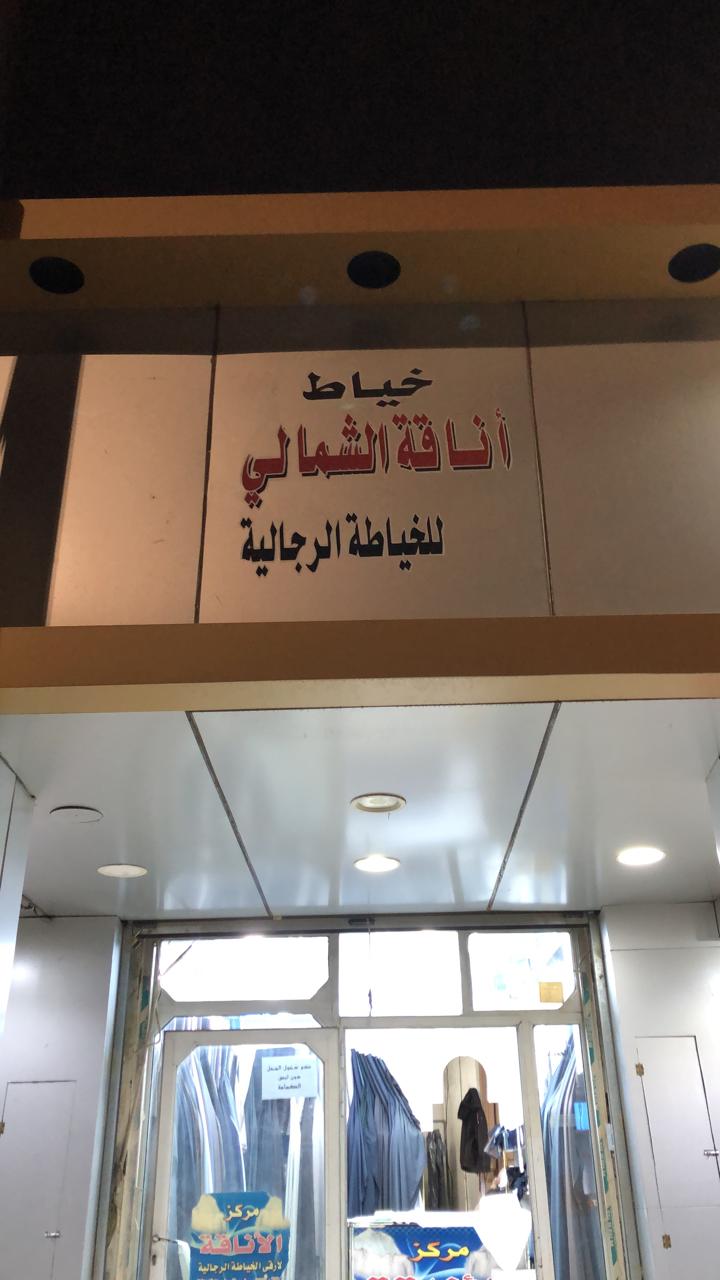 خياط
أناقة الشمالي
للخياطة الرجالية
مركز
الأناقة
لأرقى الخياطة الرجالية
مركز